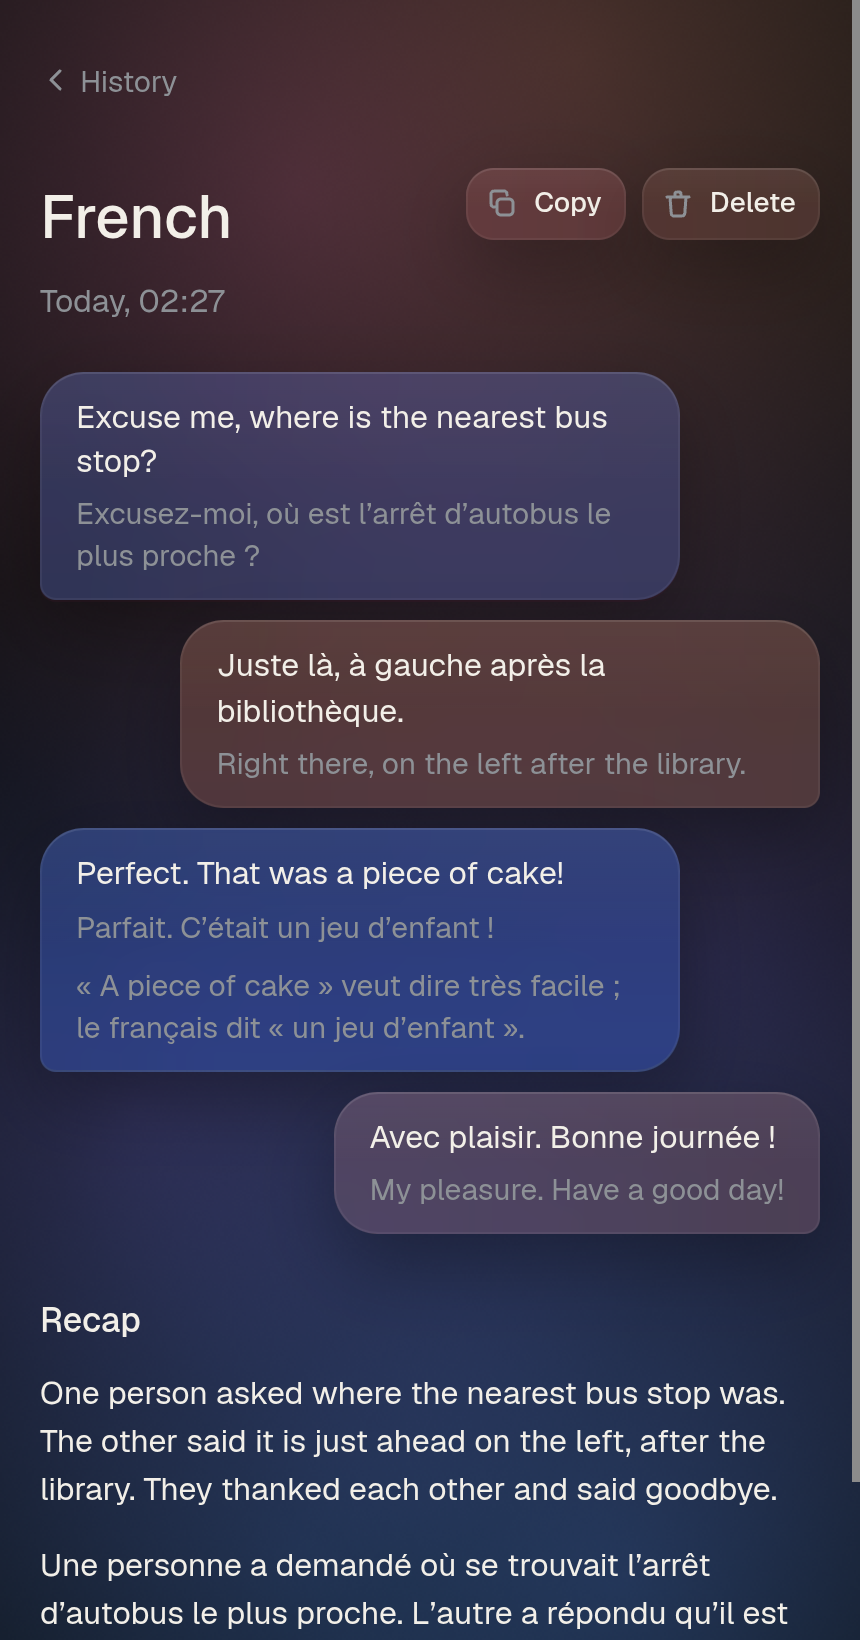 History
French
Copy
Delete
Today, 02:27
Excuse me, where is the nearest bus
stop?
Excusez-moi, où est l’arrêt d’autobus le
plus proche ?
Juste là, à gauche après la
bibliothèque.
Right there, on the left after the library.
Perfect. That was a piece of cake!
Parfait. C’était un jeu d’enfant !
« A piece of cake » veut dire très facile ;
le français dit « un jeu d’enfant ».
Avec plaisir. Bonne journée !
My pleasure. Have a good day!
Recap
One person asked where the nearest bus stop was.
The other said it is just ahead on the left, after the
library. They thanked each other and said goodbye.
Une personne a demandé où se trouvait l’arrêt
d’autobus le plus proche. L’autre a répondu qu’il est